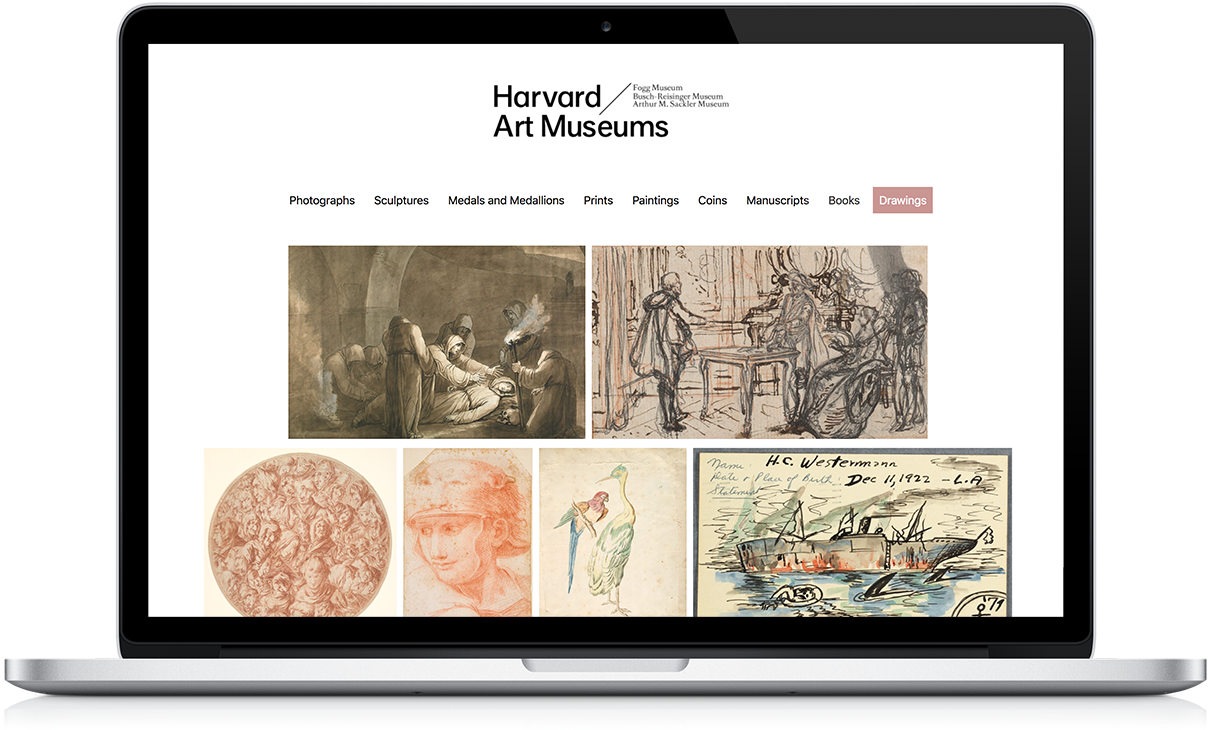 Harvard
Art Museums
Fogg Museum
Busch-Reisinger Museum
Arthur M. Sackler Museum
Photographs Sculptures Medals and Medallions Prints Paintings Coins Manuscripts Books Drawings
Name H.C. Westermann
Date & Place of Birth: Dec 11, 1922 – L.A
Statement
'71